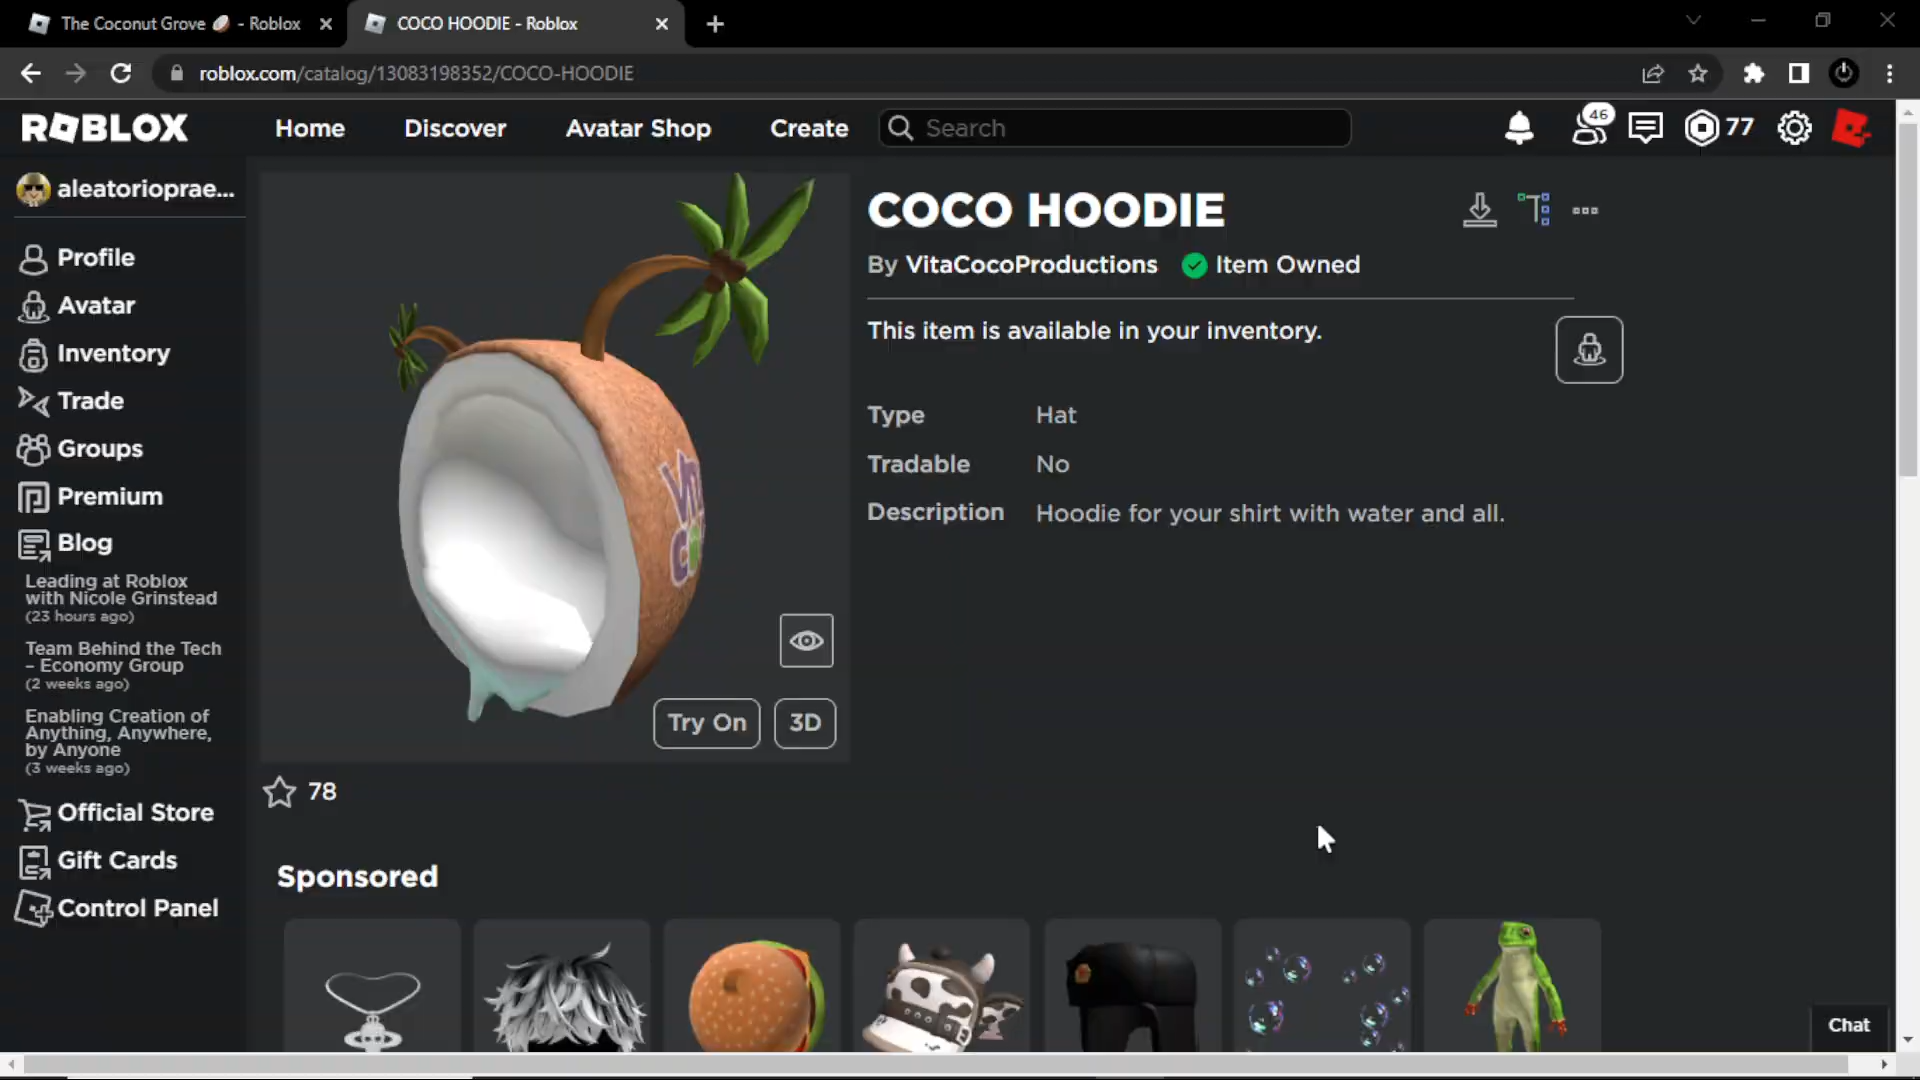 The Coconut Grove 🥥 - Roblox
COCO HOODIE - Roblox
roblox.com/catalog/13083198352/COCO-HOODIE
ROBLOX
Home
Discover
Avatar Shop
Create
Search
46
77
aleatorioprae...
Profile
Avatar
Inventory
Trade
Groups
Premium
Blog
Leading at Roblox
with Nicole Grinstead
(23 hours ago)
Team Behind the Tech
– Economy Group
(2 weeks ago)
Enabling Creation of
Anything, Anywhere,
by Anyone
(3 weeks ago)
Official Store
Gift Cards
Control Panel
Try On
3D
78
COCO HOODIE
By VitaCocoProductions
Item Owned
This item is available in your inventory.
Type Hat
Tradable No
Description Hoodie for your shirt with water and all.
Sponsored
Chat